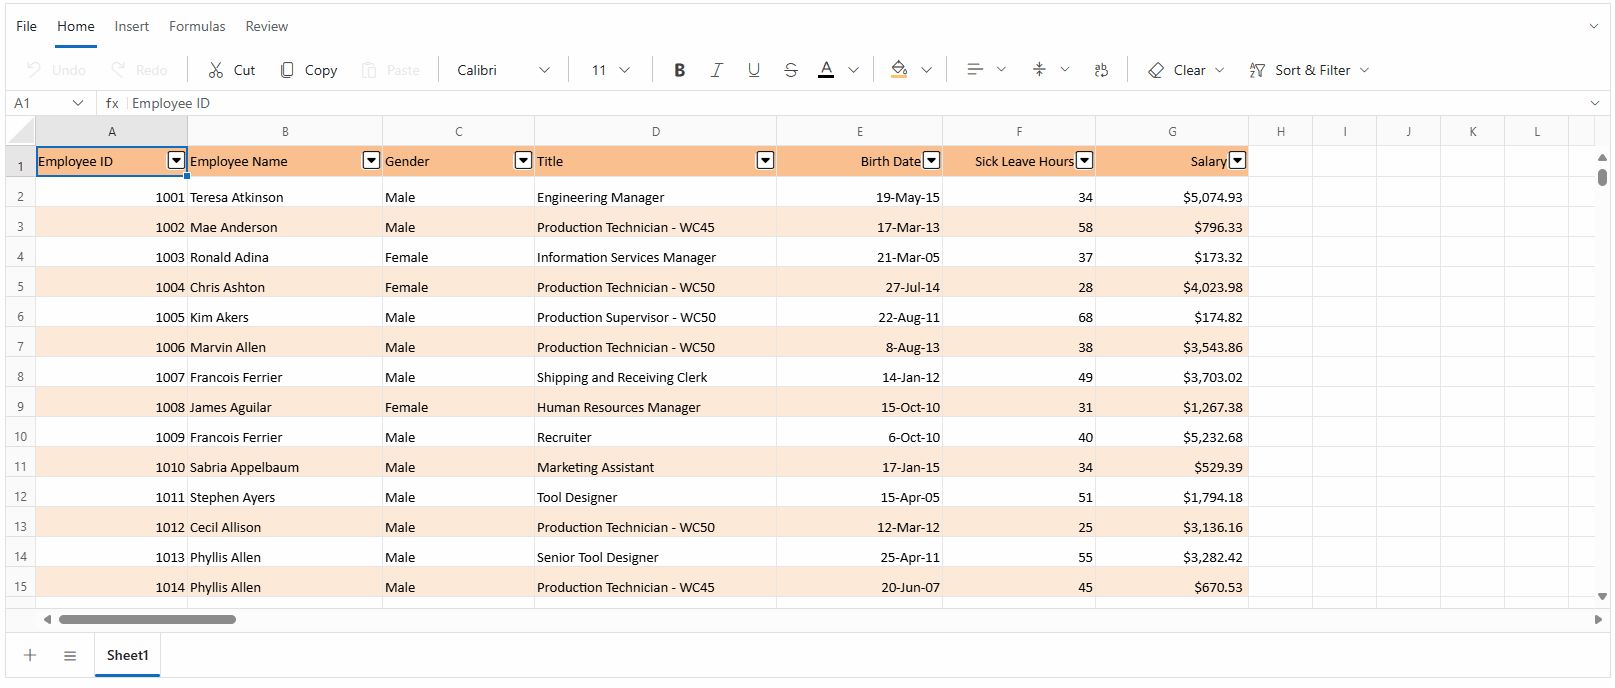 File Home Insert Formulas Review
Undo Redo Cut Copy Paste Calibri 11 B I U S A ab Clear Sort & Filter
A1 fx Employee ID
A B C D E F G H I J K L
1 Employee ID Employee Name Gender Title Birth Date Sick Leave Hours Salary
2 1001 Teresa Atkinson Male Engineering Manager 19-May-15 34 $5,074.93
3 1002 Mae Anderson Male Production Technician - WC45 17-Mar-13 58 $796.33
4 1003 Ronald Adina Female Information Services Manager 21-Mar-05 37 $173.32
5 1004 Chris Ashton Female Production Technician - WC50 27-Jul-14 28 $4,023.98
6 1005 Kim Akers Male Production Supervisor - WC50 22-Aug-11 68 $174.82
7 1006 Marvin Allen Male Production Technician - WC50 8-Aug-13 38 $3,543.86
8 1007 Francois Ferrier Male Shipping and Receiving Clerk 14-Jan-12 49 $3,703.02
9 1008 James Aguilar Female Human Resources Manager 15-Oct-10 31 $1,267.38
10 1009 Francois Ferrier Male Recruiter 6-Oct-10 40 $5,232.68
11 1010 Sabria Appelbaum Male Marketing Assistant 17-Jan-15 34 $529.39
12 1011 Stephen Ayers Male Tool Designer 15-Apr-05 51 $1,794.18
13 1012 Cecil Allison Male Production Technician - WC50 12-Mar-12 25 $3,136.16
14 1013 Phyllis Allen Male Senior Tool Designer 25-Apr-11 55 $3,282.42
15 1014 Phyllis Allen Male Production Technician - WC45 20-Jun-07 45 $670.53
Sheet1